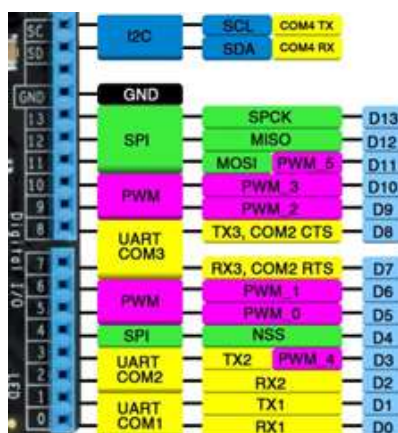 SC I2C SCL COM4 TX
SD SDA COM4 RX
GND GND
13 SPI SPCK D13
12 MISO D12
11 MOSI PWM_5 D11
10 PWM PWM_3 D10
9 PWM_2 D9
8 UART COM3 TX3, COM2 CTS D8
7 RX3, COM2 RTS D7
6 PWM PWM_1 D6
5 PWM_0 D5
4 SPI NSS D4
3 UART COM2 TX2 PWM_4 D3
2 RX2 D2
1 UART COM1 TX1 D1
0 RX1 D0
Digital I/O
LED